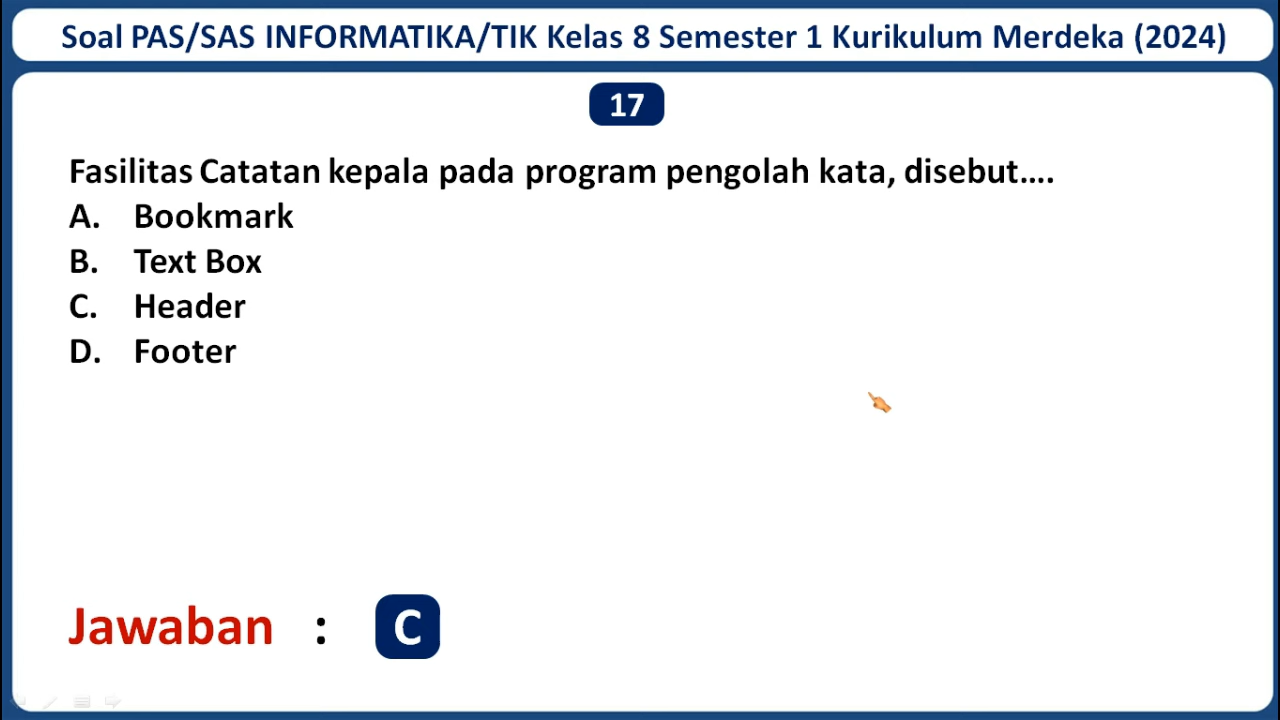 Soal PAS/SAS INFORMATIKA/TIK Kelas 8 Semester 1 Kurikulum Merdeka (2024)
17
Fasilitas Catatan kepala pada program pengolah kata, disebut....
A. Bookmark
B. Text Box
C. Header
D. Footer
Jawaban : C